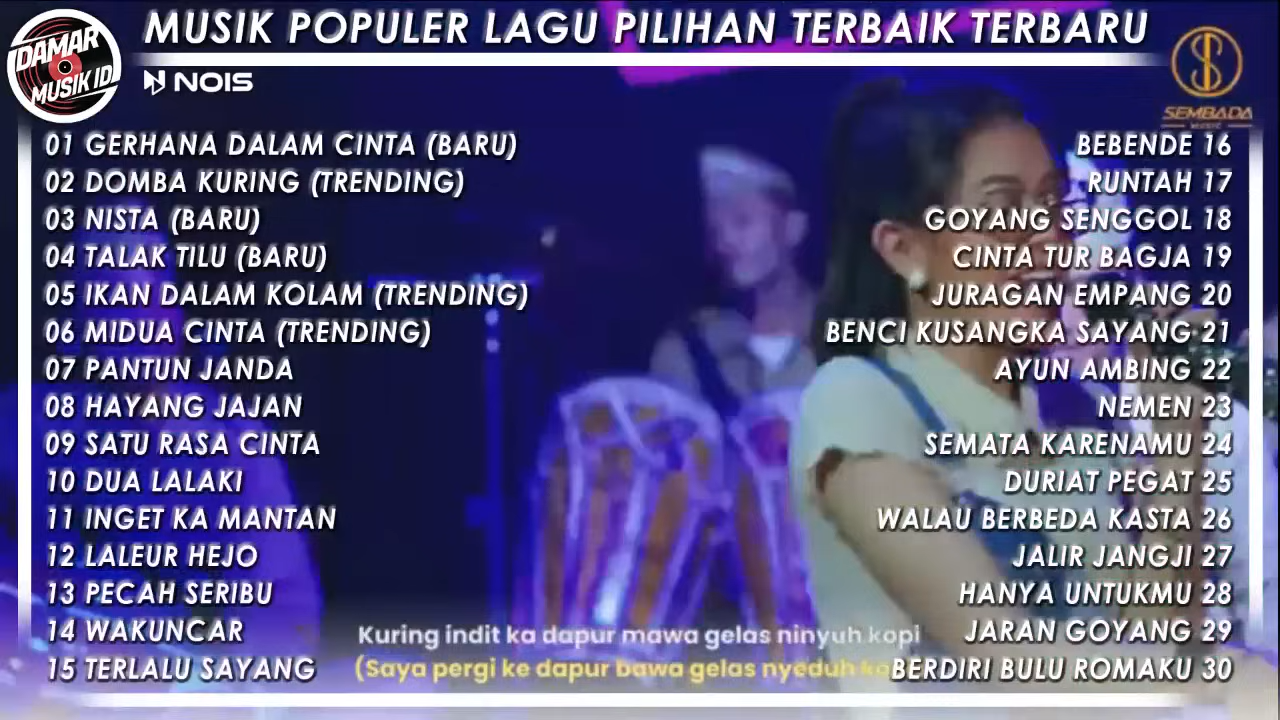 DAMAR
MUSIK ID
MUSIK POPULER LAGU PILIHAN TERBAIK TERBARU
NOIS
SEMBADA
MUSIC
01 GERHANA DALAM CINTA (BARU)
02 DOMBA KURING (TRENDING)
03 NISTA (BARU)
04 TALAK TILU (BARU)
05 IKAN DALAM KOLAM (TRENDING)
06 MIDUA CINTA (TRENDING)
07 PANTUN JANDA
08 HAYANG JAJAN
09 SATU RASA CINTA
10 DUA LALAKI
11 INGET KA MANTAN
12 LALEUR HEJO
13 PECAH SERIBU
14 WAKUNCAR
15 TERLALU SAYANG
BEBENDE 16
RUNTAH 17
GOYANG SENGGOL 18
CINTA TUR BAGJA 19
JURAGAN EMPANG 20
BENCI KUSANGKA SAYANG 21
AYUN AMBING 22
NEMEN 23
SEMATA KARENAMU 24
DURIAT PEGAT 25
WALAU BERBEDA KASTA 26
JALIR JANGJI 27
HANYA UNTUKMU 28
JARAN GOYANG 29
BERDIRI BULU ROMAKU 30
Kuring indit ka dapur mawa gelas ninyuh kopi
(Saya pergi ke dapur bawa gelas nyeduh